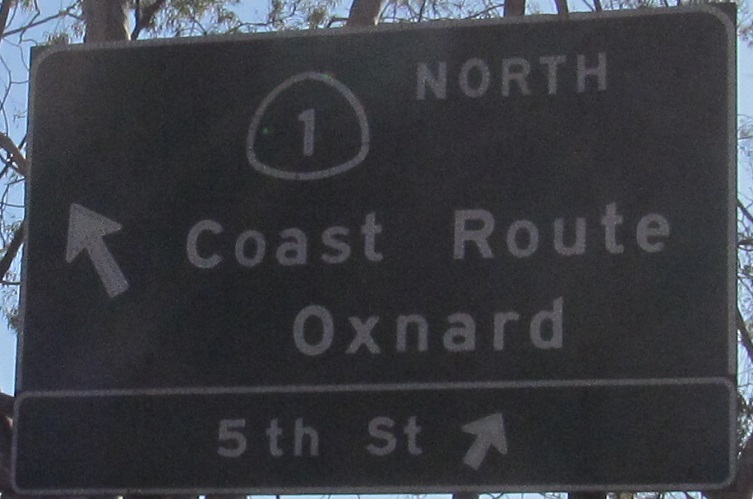 1 NORTH
Coast Route
Oxnard
5th St